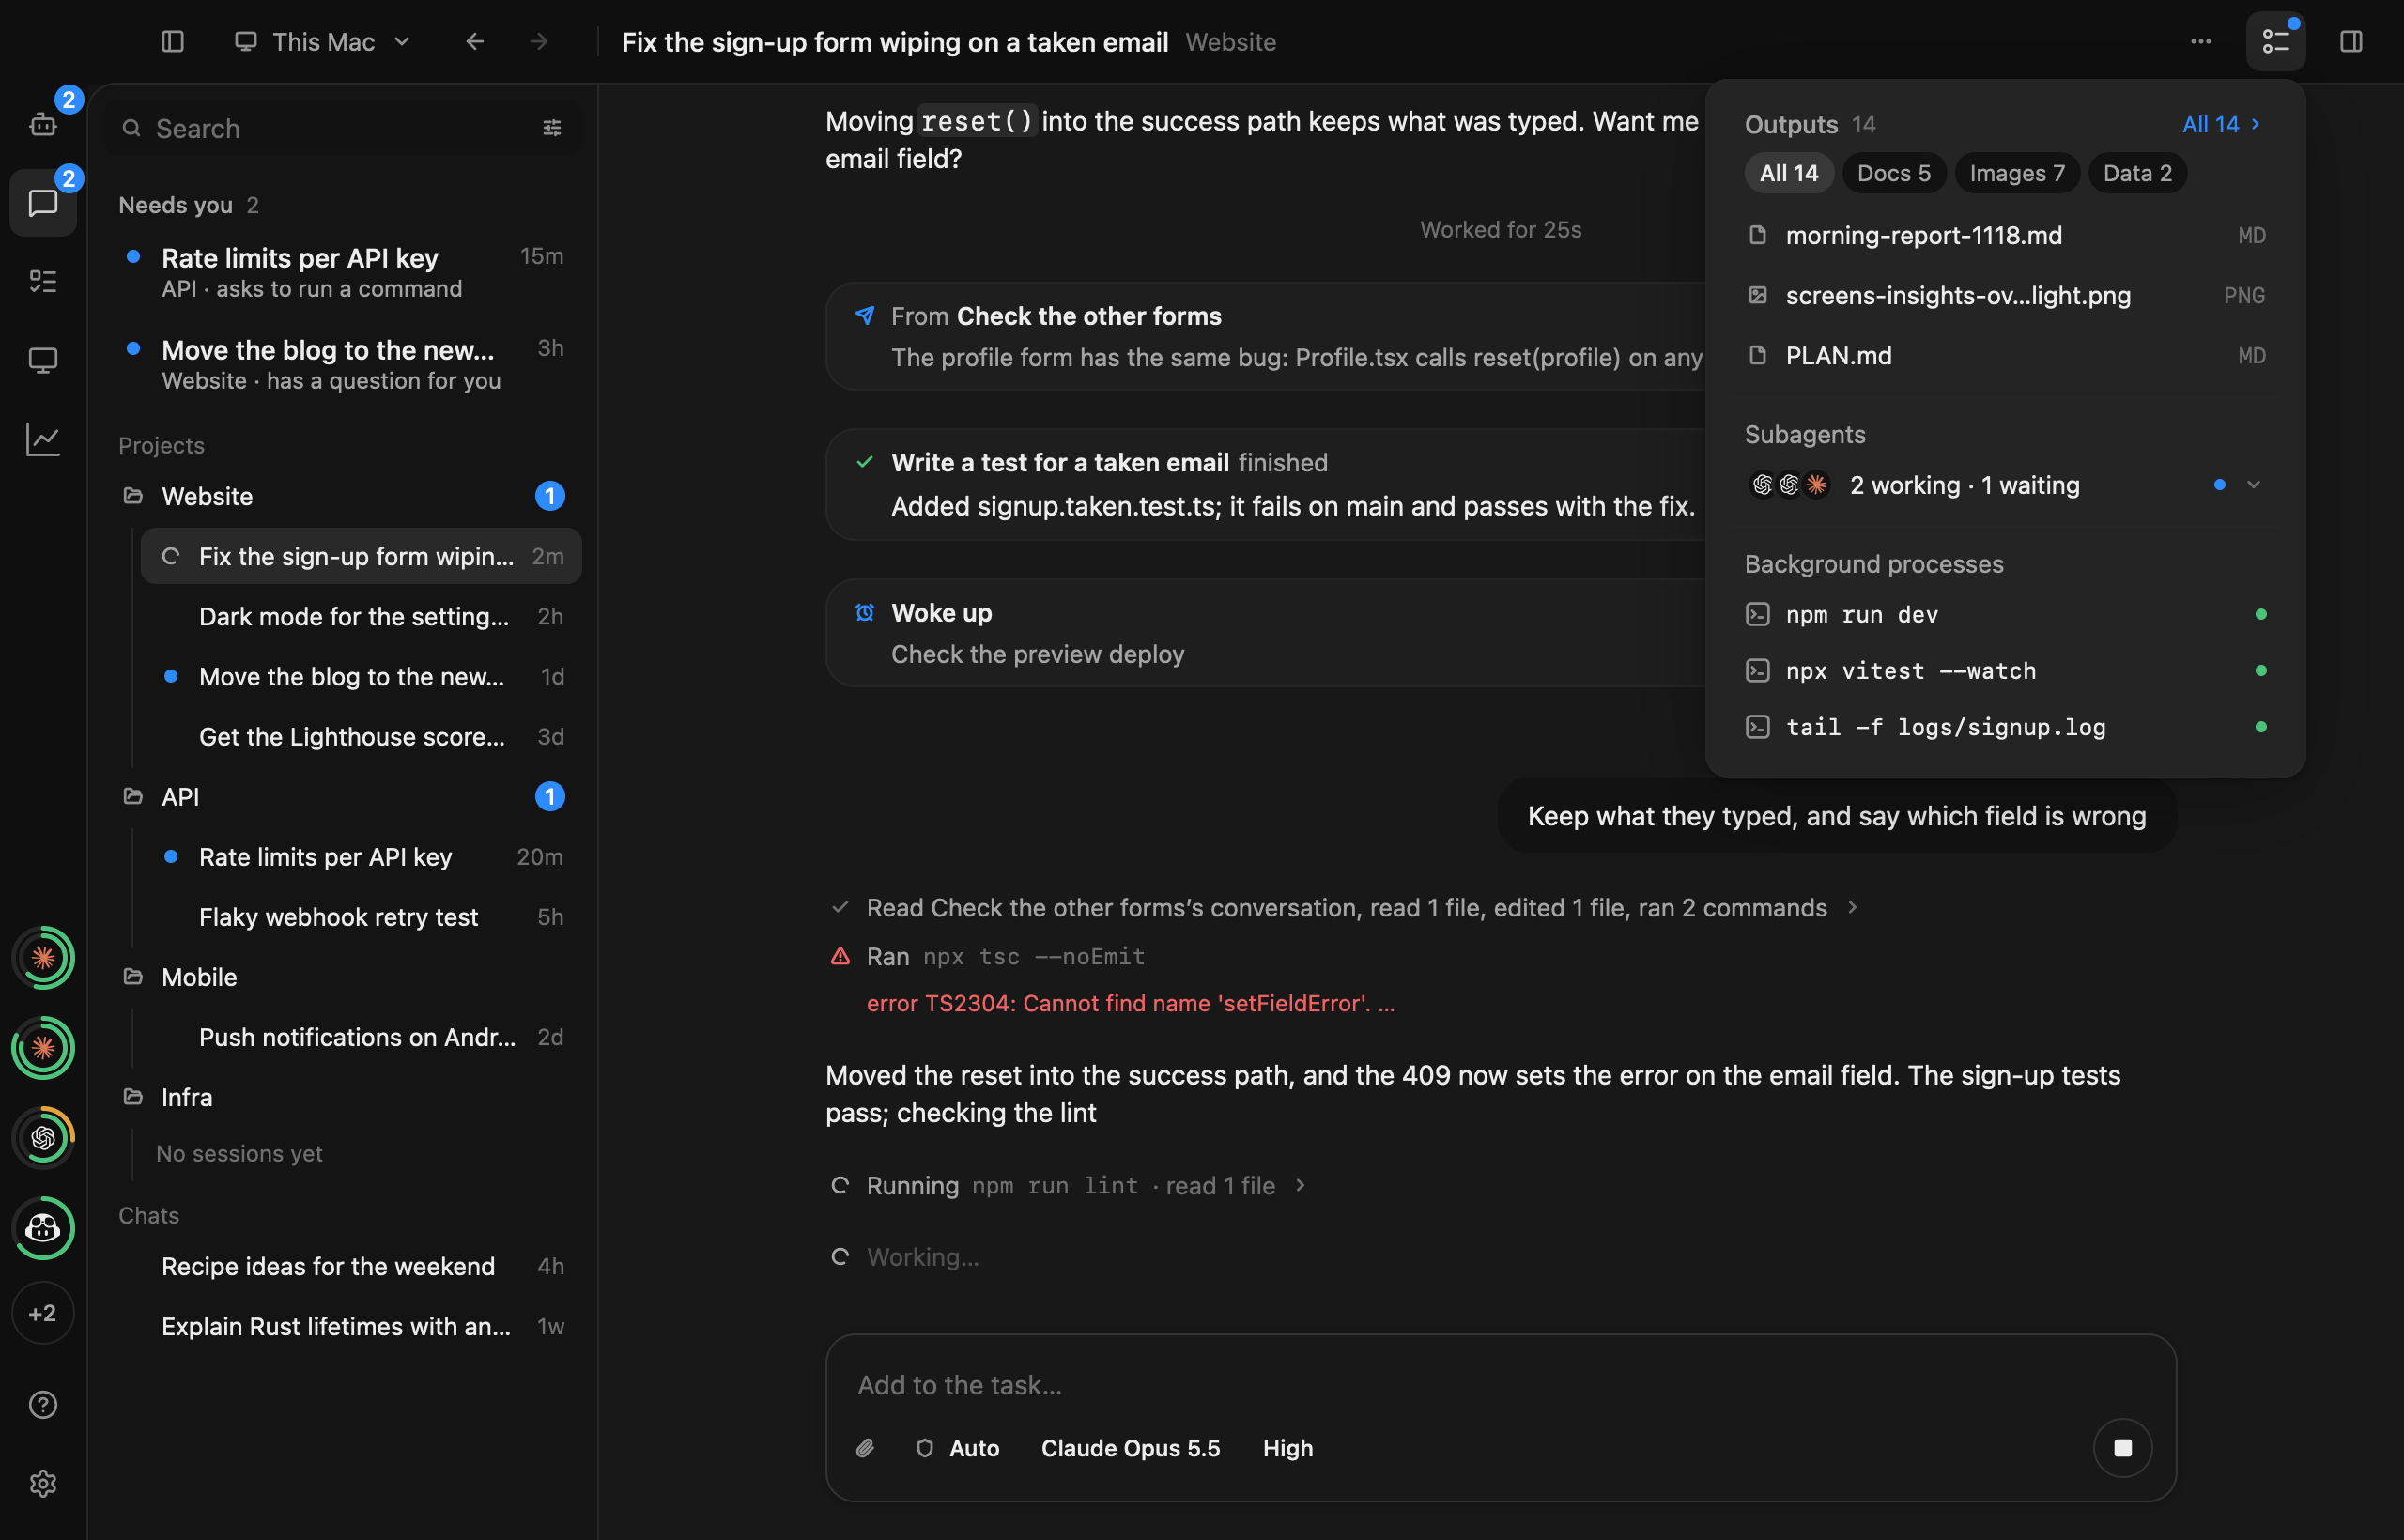 This Mac
Fix the sign-up form wiping on a taken email Website
2
2
Search
Needs you 2
Rate limits per API key 15m
API · asks to run a command
Move the blog to the new... 3h
Website · has a question for you
Projects
Website 1
Fix the sign-up form wipin... 2m
Dark mode for the setting... 2h
Move the blog to the new... 1d
Get the Lighthouse score... 3d
API 1
Rate limits per API key 20m
Flaky webhook retry test 5h
Mobile
Push notifications on Andr... 2d
Infra
No sessions yet
Chats
Recipe ideas for the weekend 4h
Explain Rust lifetimes with an... 1w
+2
Moving reset() into the success path keeps what was typed. Want me
email field?
Worked for 25s
From Check the other forms
The profile form has the same bug: Profile.tsx calls reset(profile) on any
Write a test for a taken email finished
Added signup.taken.test.ts; it fails on main and passes with the fix.
Woke up
Check the preview deploy
Keep what they typed, and say which field is wrong
Read Check the other forms’s conversation, read 1 file, edited 1 file, ran 2 commands
Ran npx tsc --noEmit
error TS2304: Cannot find name 'setFieldError'. ...
Moved the reset into the success path, and the 409 now sets the error on the email field. The sign-up tests
pass; checking the lint
Running npm run lint · read 1 file
Working...
Add to the task...
Auto Claude Opus 5.5 High
Outputs 14 All 14
All 14 Docs 5 Images 7 Data 2
morning-report-1118.md MD
screens-insights-ov...light.png PNG
PLAN.md MD
Subagents
2 working · 1 waiting
Background processes
npm run dev
npx vitest --watch
tail -f logs/signup.log